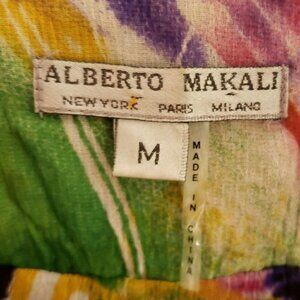 ALBERTO MAKALI
NEW YORK PARIS MILANO
M
MADE IN CHINA